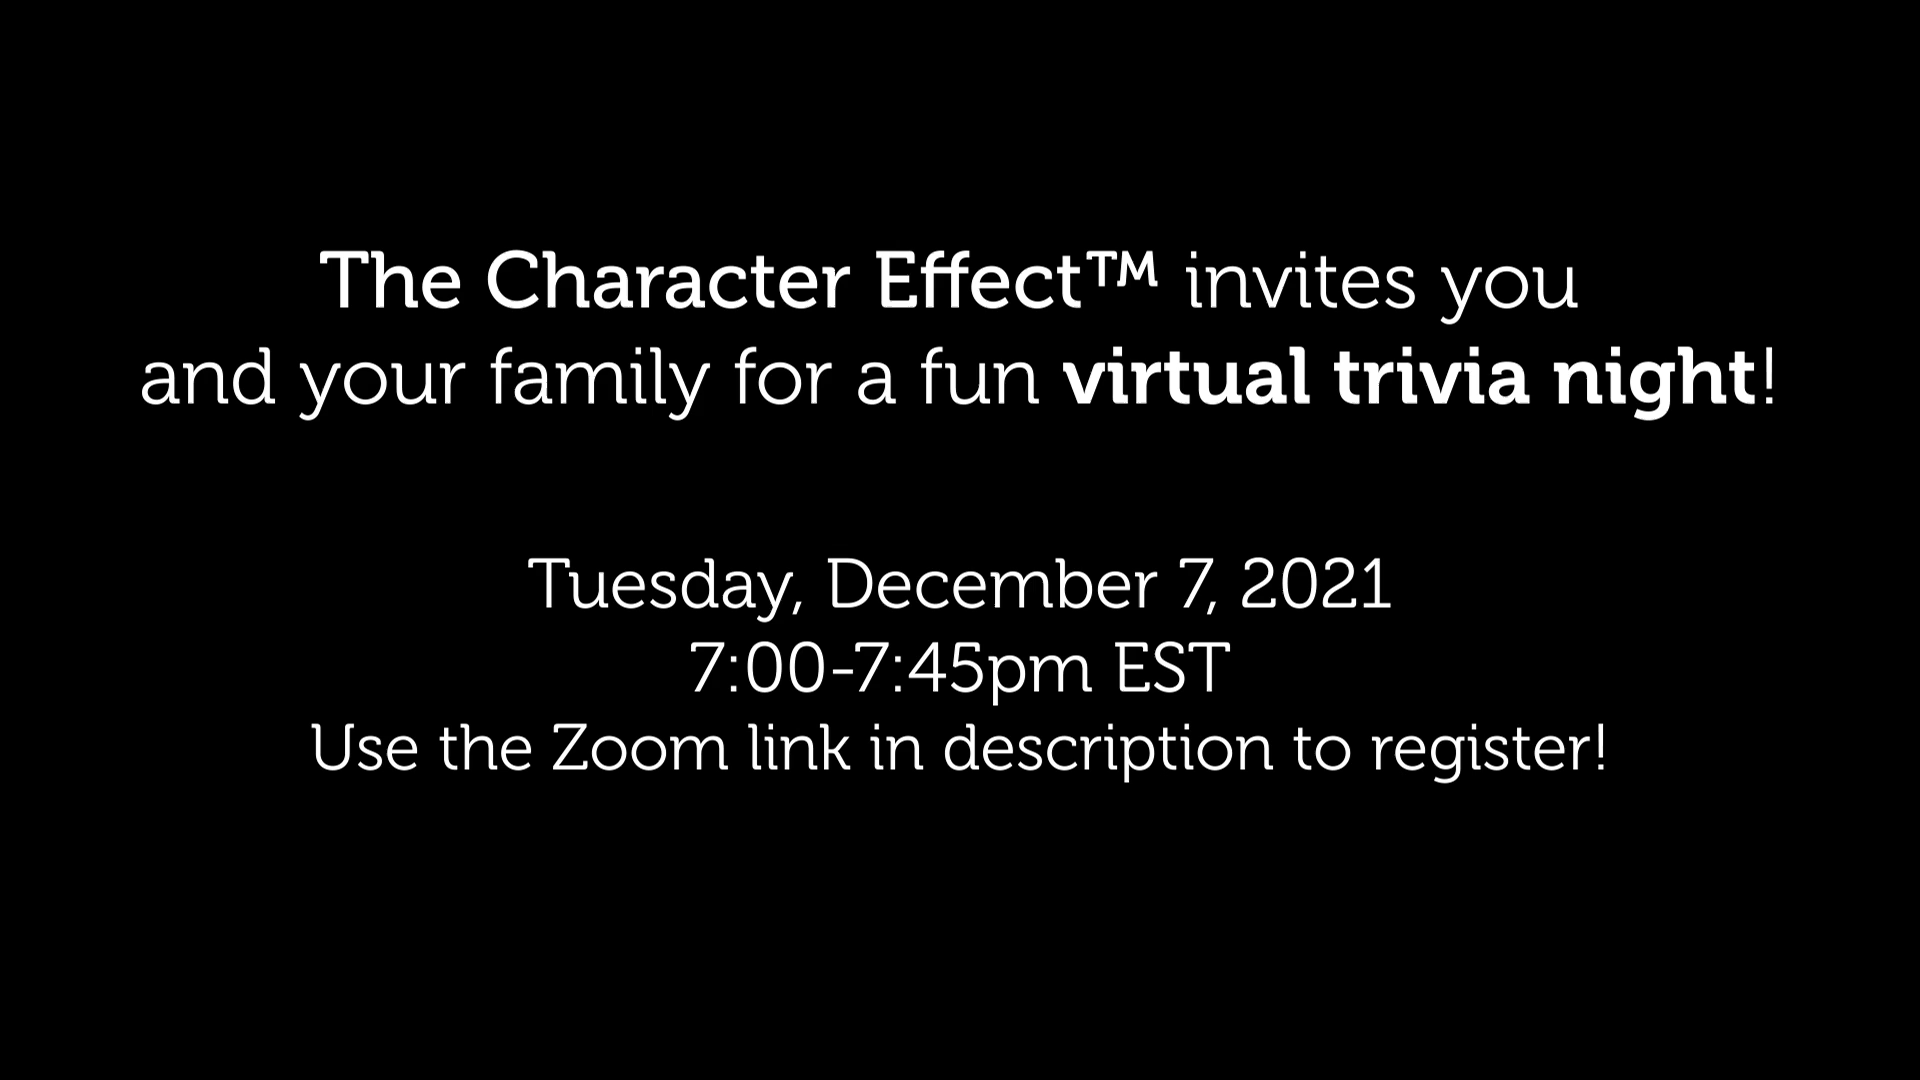 The Character Effect™ invites you
and your family for a fun virtual trivia night!
Tuesday, December 7, 2021
7:00-7:45pm EST
Use the Zoom link in description to register!